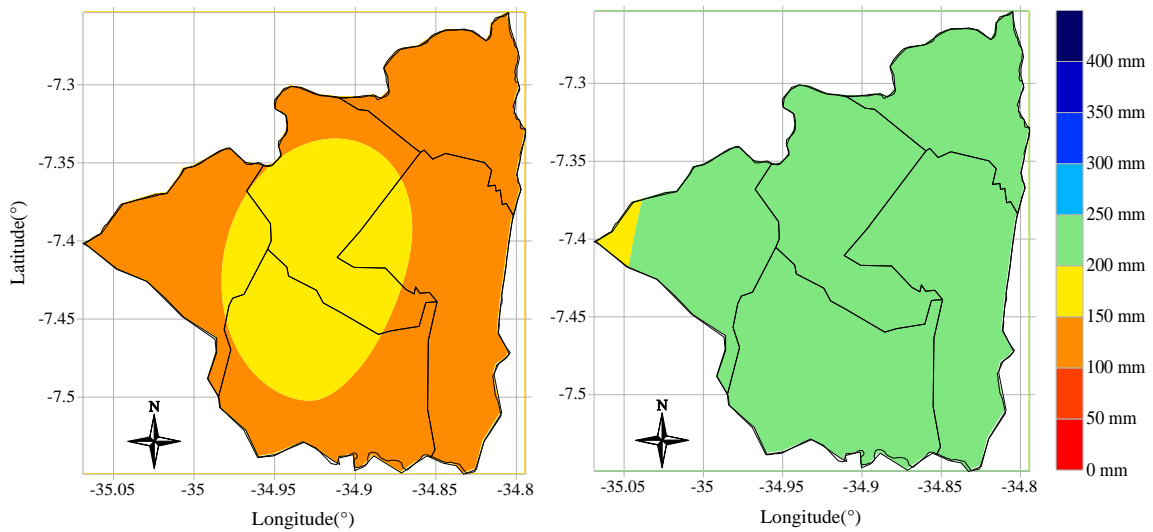 -7.3
-7.35
-7.4
-7.45
-7.5
Latitude(°)
N
-35.05
-35
-34.95
-34.9
-34.85
-34.8
Longitude(°)
-7.3
-7.35
-7.4
-7.45
-7.5
N
-35.05
-35
-34.95
-34.9
-34.85
-34.8
Longitude(°)
400 mm
350 mm
300 mm
250 mm
200 mm
150 mm
100 mm
50 mm
0 mm